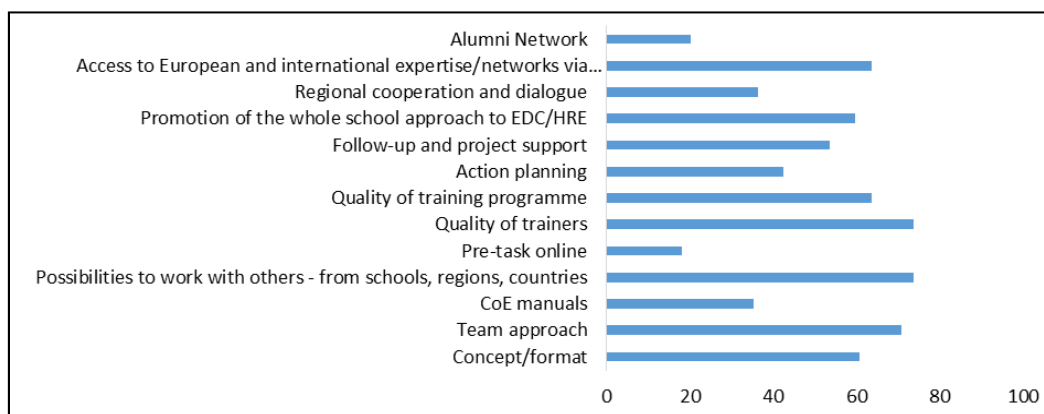 Alumni Network
Access to European and international expertise/networks via…
Regional cooperation and dialogue
Promotion of the whole school approach to EDC/HRE
Follow-up and project support
Action planning
Quality of training programme
Quality of trainers
Pre-task online
Possibilities to work with others - from schools, regions, countries
CoE manuals
Team approach
Concept/format
0 20 40 60 80 100